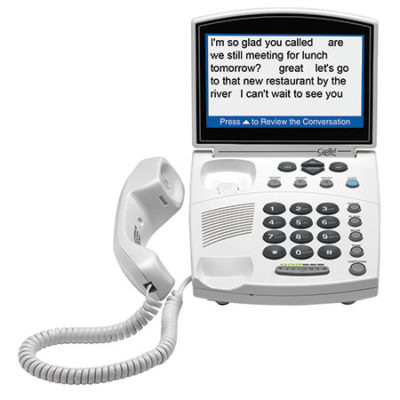 I'm so glad you called are
we still meeting for lunch
tomorrow? great let's go
to that new restaurant by the
river I can't wait to see you
Press ▲ to Review the Conversation
CapTel
1 2 3
4 5 6
7 8 9
* 0 #